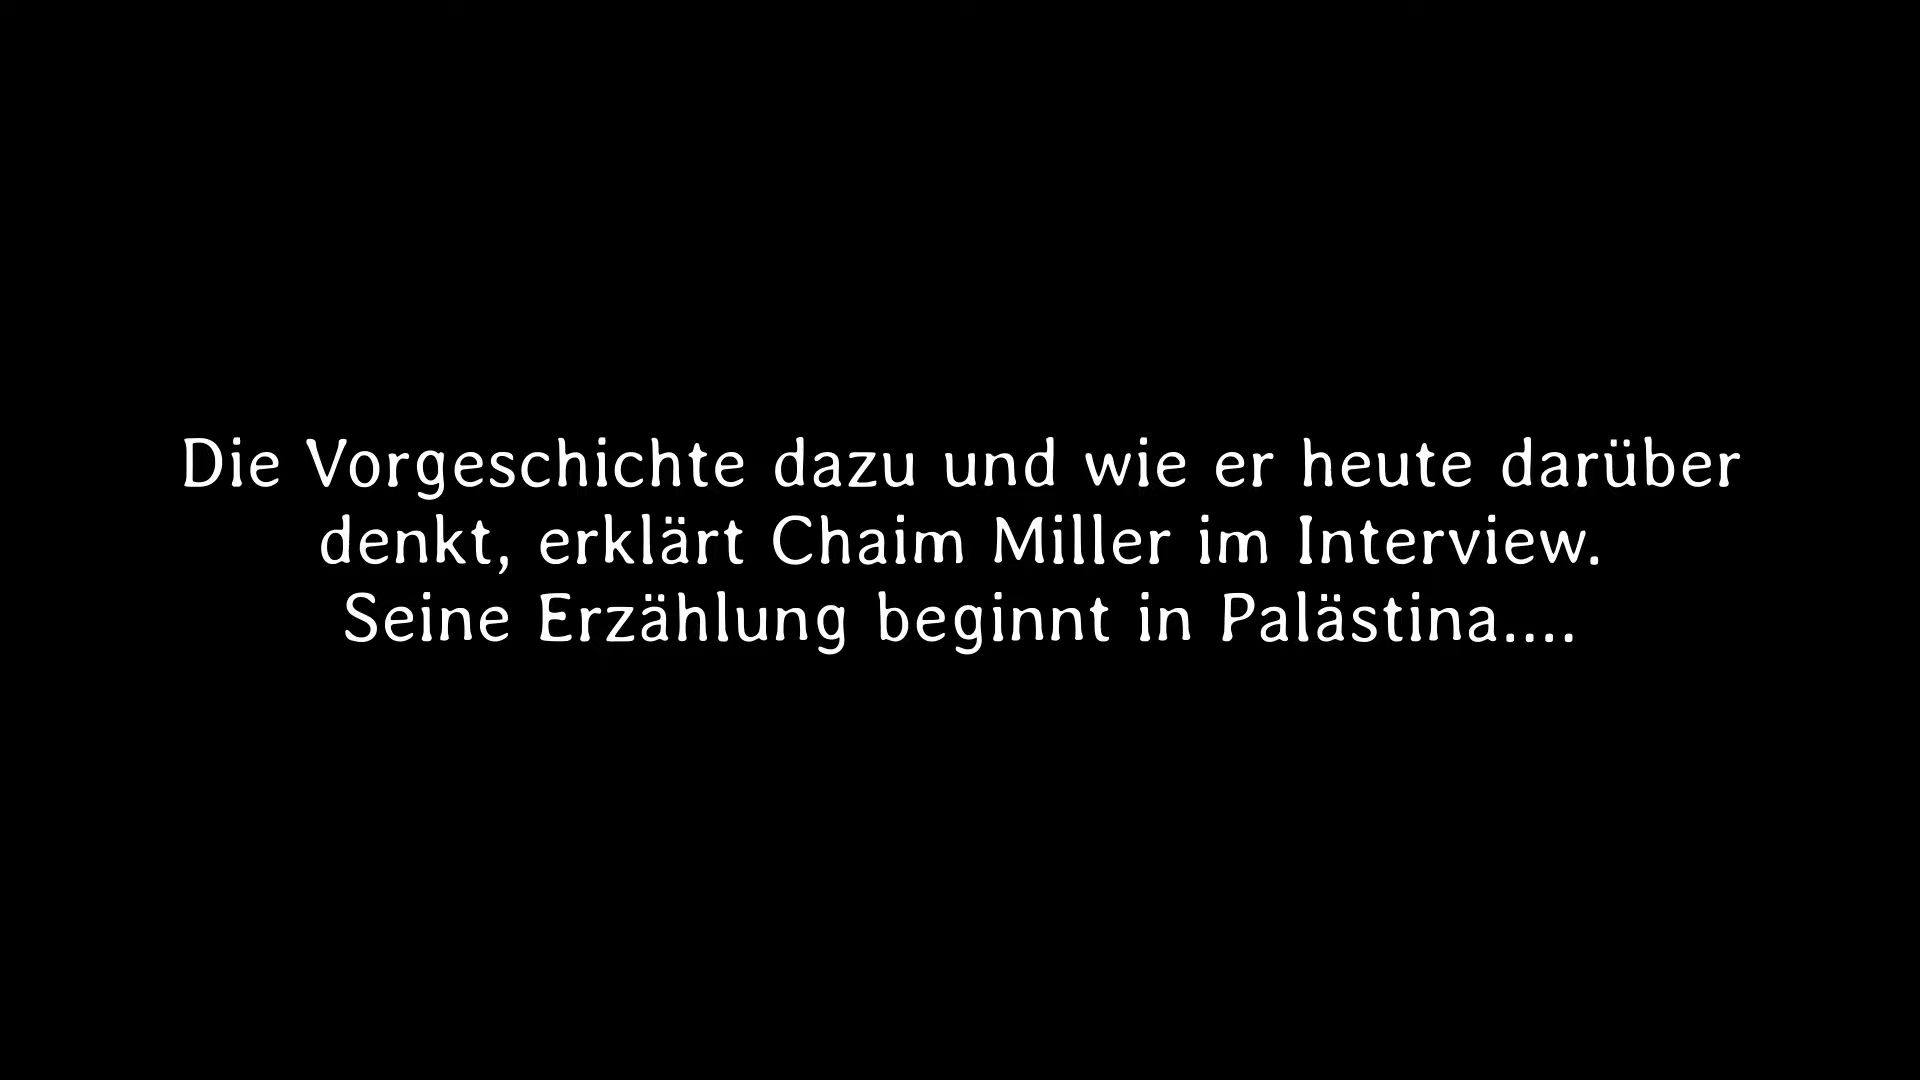 Die Vorgeschichte dazu und wie er heute darüber
denkt, erklärt Chaim Miller im Interview.
Seine Erzählung beginnt in Palästina....